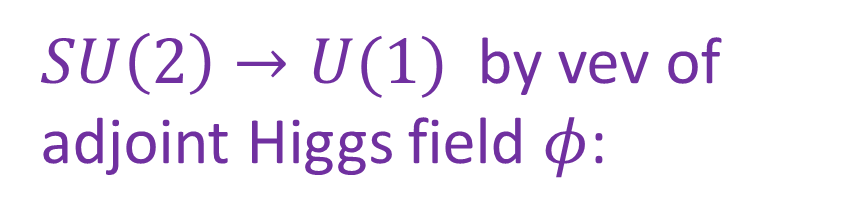 𝑆𝑈(2) → 𝑈(1) by vev of
adjoint Higgs field 𝜙: